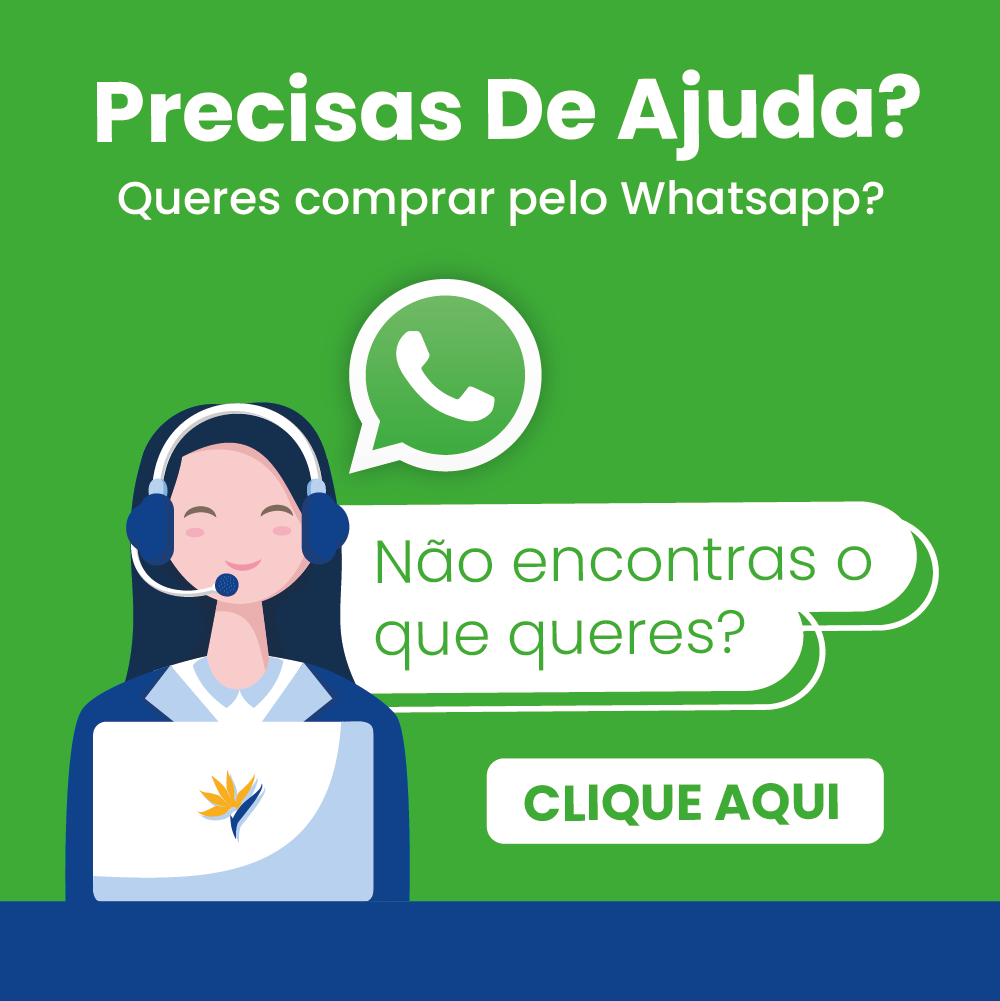 Precisas De Ajuda?
Queres comprar pelo Whatsapp?
Não encontras o
que queres?
CLIQUE AQUI